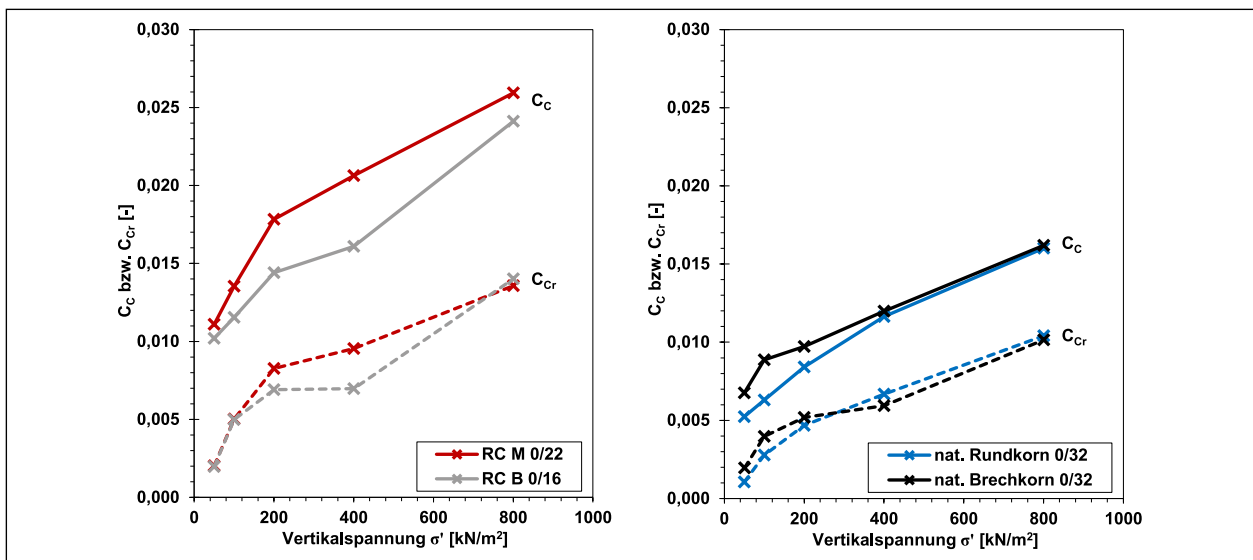 0,030
0,025
0,020
0,015
0,010
0,005
0,000
C_C bzw. C_Cr [-]
C_C
C_Cr
RC M 0/22
RC B 0/16
0 200 400 600 800 1000
Vertikalspannung σ' [kN/m²]
0,030
0,025
0,020
0,015
0,010
0,005
0,000
C_C bzw. C_Cr [-]
C_C
C_Cr
nat. Rundkorn 0/32
nat. Brechkorn 0/32
0 200 400 600 800 1000
Vertikalspannung σ' [kN/m²]